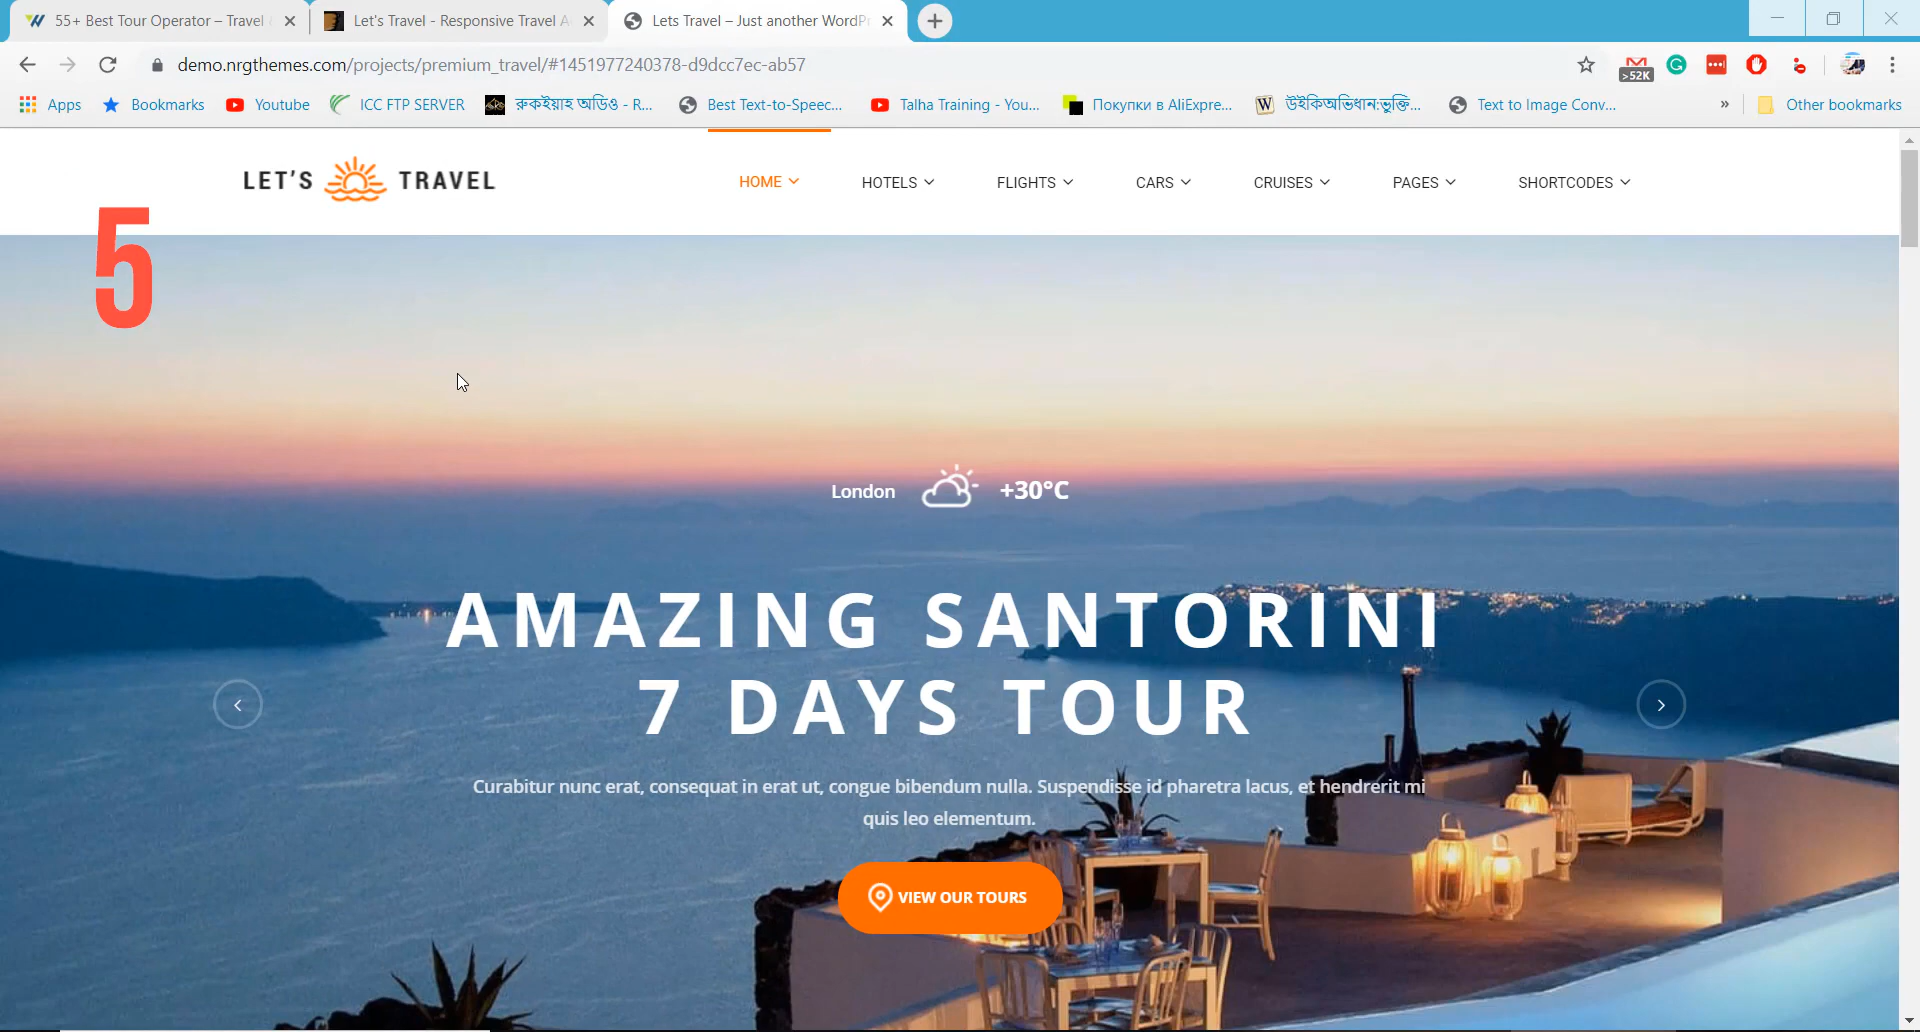 55+ Best Tour Operator – Travel
Let's Travel - Responsive Travel A
Lets Travel – Just another WordPr
demo.nrgthemes.com/projects/premium_travel/#1451977240378-d9dcc7ec-ab57
>52K
Apps
Bookmarks
Youtube
ICC FTP SERVER
রুকইয়াহ অডিও - R...
Best Text-to-Speec...
Talha Training - You...
Покупки в AliExpre...
উইকিঅভিধান:ভুক্তি...
Text to Image Conv...
»
Other bookmarks
LET'S TRAVEL
HOME
HOTELS
FLIGHTS
CARS
CRUISES
PAGES
SHORTCODES
5
London +30°C
AMAZING SANTORINI
7 DAYS TOUR
Curabitur nunc erat, consequat in erat ut, congue bibendum nulla. Suspendisse id pharetra lacus, et hendrerit mi
quis leo elementum.
VIEW OUR TOURS